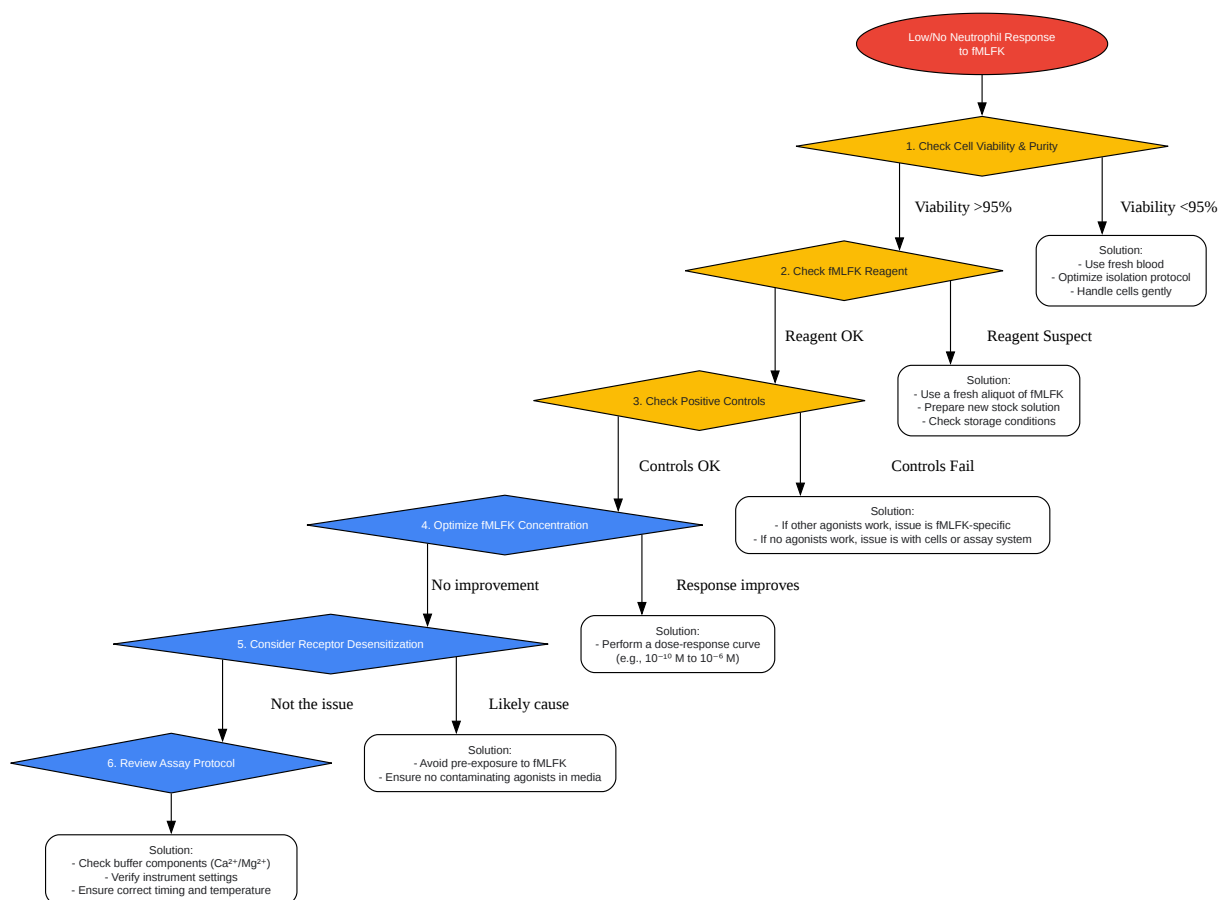 Low/No Neutrophil Response
to fMLFK
1. Check Cell Viability & Purity
Viability >95%
Viability <95%
Solution:
- Use fresh blood
- Optimize isolation protocol
- Handle cells gently
2. Check fMLFK Reagent
Reagent OK
Reagent Suspect
Solution:
- Use a fresh aliquot of fMLFK
- Prepare new stock solution
- Check storage conditions
3. Check Positive Controls
Controls OK
Controls Fail
Solution:
- If other agonists work, issue is fMLFK-specific
- If no agonists work, issue is with cells or assay system
4. Optimize fMLFK Concentration
No improvement
Response improves
Solution:
- Perform a dose-response curve
(e.g., 10⁻¹⁰ M to 10⁻⁶ M)
5. Consider Receptor Desensitization
Not the issue
Likely cause
Solution:
- Avoid pre-exposure to fMLFK
- Ensure no contaminating agonists in media
6. Review Assay Protocol
Solution:
- Check buffer components (Ca²⁺/Mg²⁺)
- Verify instrument settings
- Ensure correct timing and temperature